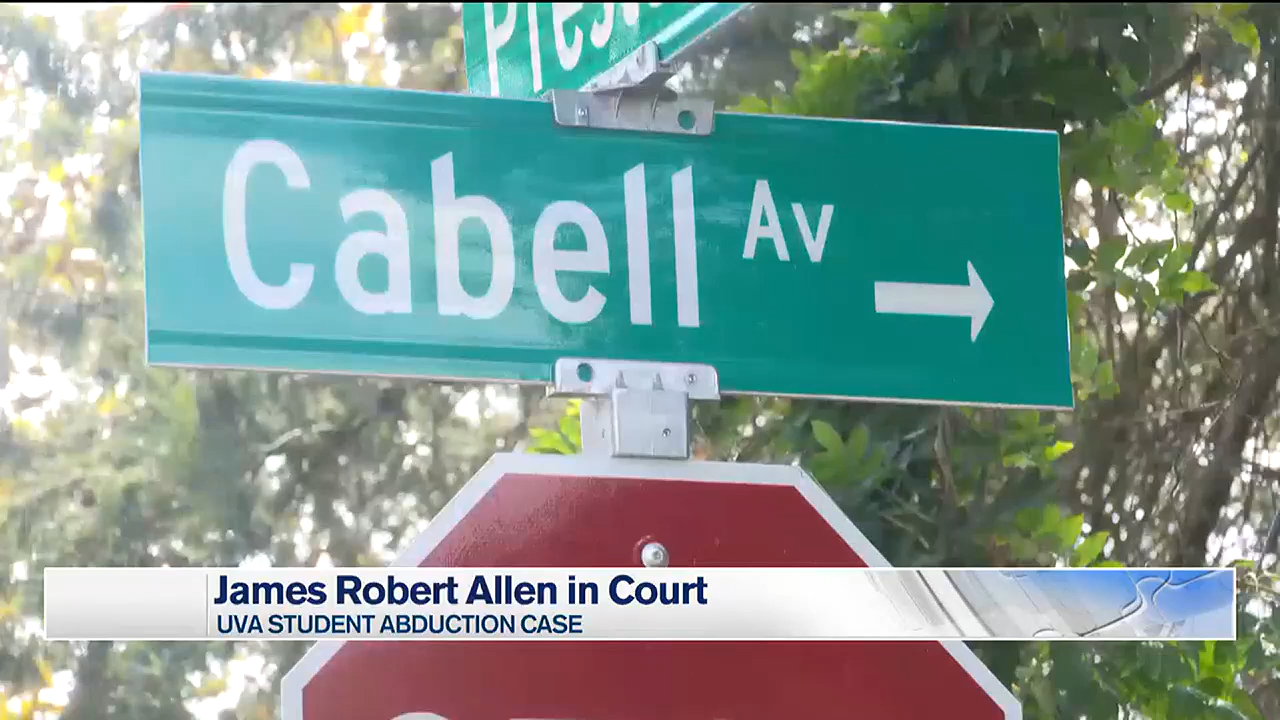 Cabell Av
James Robert Allen in Court
UVA STUDENT ABDUCTION CASE